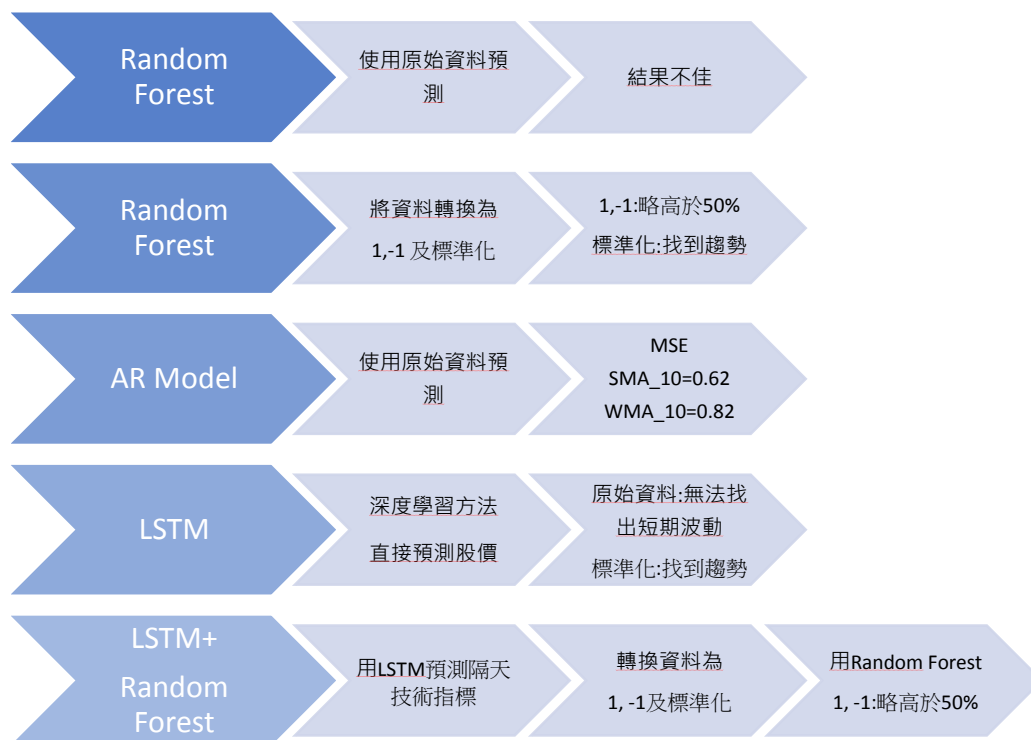 Random
Forest
使用原始資料預
測
結果不佳
Random
Forest
將資料轉換為
1,-1 及標準化
1,-1:略高於50%
標準化:找到趨勢
AR Model
使用原始資料預
測
MSE
SMA_10=0.62
WMA_10=0.82
LSTM
深度學習方法
直接預測股價
原始資料:無法找
出短期波動
標準化:找到趨勢
LSTM+
Random
Forest
用LSTM預測隔天
技術指標
轉換資料為
1, -1及標準化
用Random Forest
1, -1:略高於50%